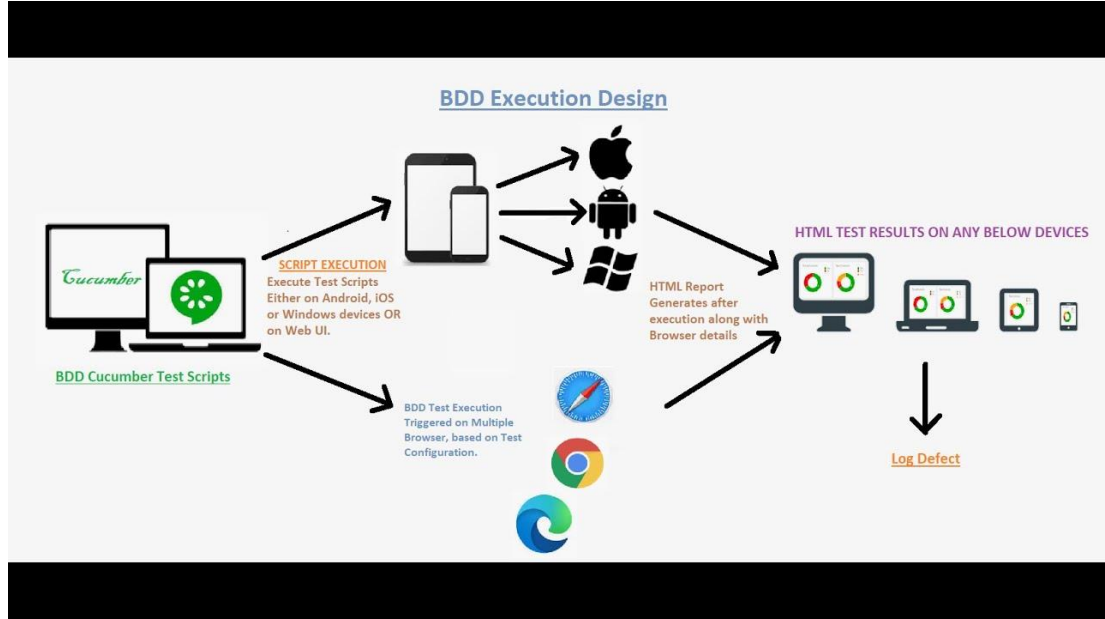 BDD Execution Design
Cucumber
BDD Cucumber Test Scripts
SCRIPT EXECUTION
Execute Test Scripts
Either on Android, iOS
or Windows devices OR
on Web UI.
BDD Test Execution
Triggered on Multiple
Browser, based on Test
Configuration.
HTML Report
Generates after
execution along with
Browser details
HTML TEST RESULTS ON ANY BELOW DEVICES
Log Defect